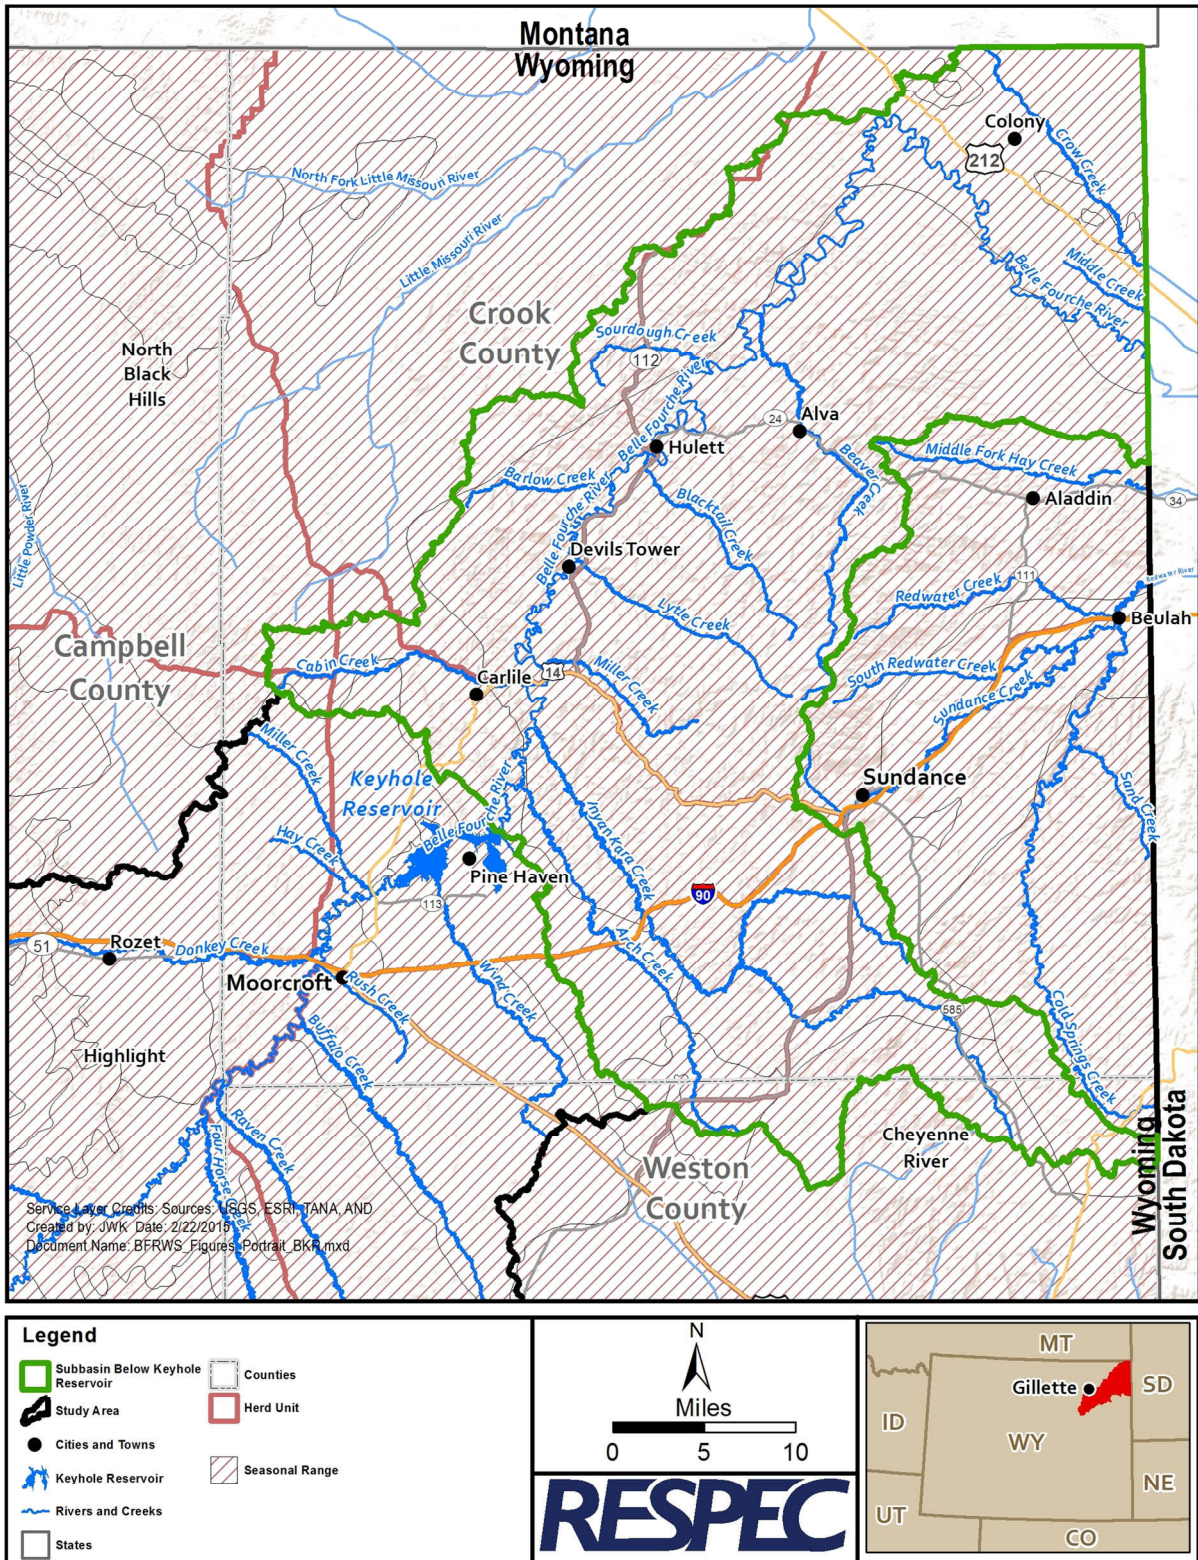 Montana
Wyoming
Colony
212
Crow Creek
North Fork Little Missouri River
Little Missouri River
Middle Creek
Belle Fourche River
Crook
County
Sourdough Creek
North
Black
Hills
112
Belle Fourche River
24
Alva
Hulett
Beaver Creek
Middle Fork Hay Creek
Barlow Creek
Blacktail Creek
Aladdin
34
Little Powder River
Belle Fourche River
Devils Tower
Redwater Creek
111
Redwater River
Lytle Creek
Beulah
Campbell
County
Cabin Creek
Carlile
14
Miller Creek
South Redwater Creek
Sundance Creek
Miller Creek
Keyhole
Reservoir
Sundance
Sand Creek
Belle Fourche River
Inyan Kara Creek
Hay Creek
Pine Haven
113
90
51
Rozet
Donkey Creek
Arch Creek
Moorcroft
Rush Creek
Wind Creek
Cold Springs Creek
585
Buffalo Creek
Highlight
Raven Creek
Four Horse Creek
Cheyenne
River
Weston
County
Wyoming
South Dakota
Service Layer Credits: Sources: USGS, ESRI, TANA, AND
Created by: JWK Date: 2/22/2015
Document Name: BFRWS_Figures_Portrait_BKR.mxd
Legend
Subbasin Below Keyhole
Reservoir
Study Area
Cities and Towns
Keyhole Reservoir
Rivers and Creeks
States
Counties
Herd Unit
Seasonal Range
N
Miles
0 5 10
RESPEC
MT
Gillette
SD
ID
WY
NE
UT
CO